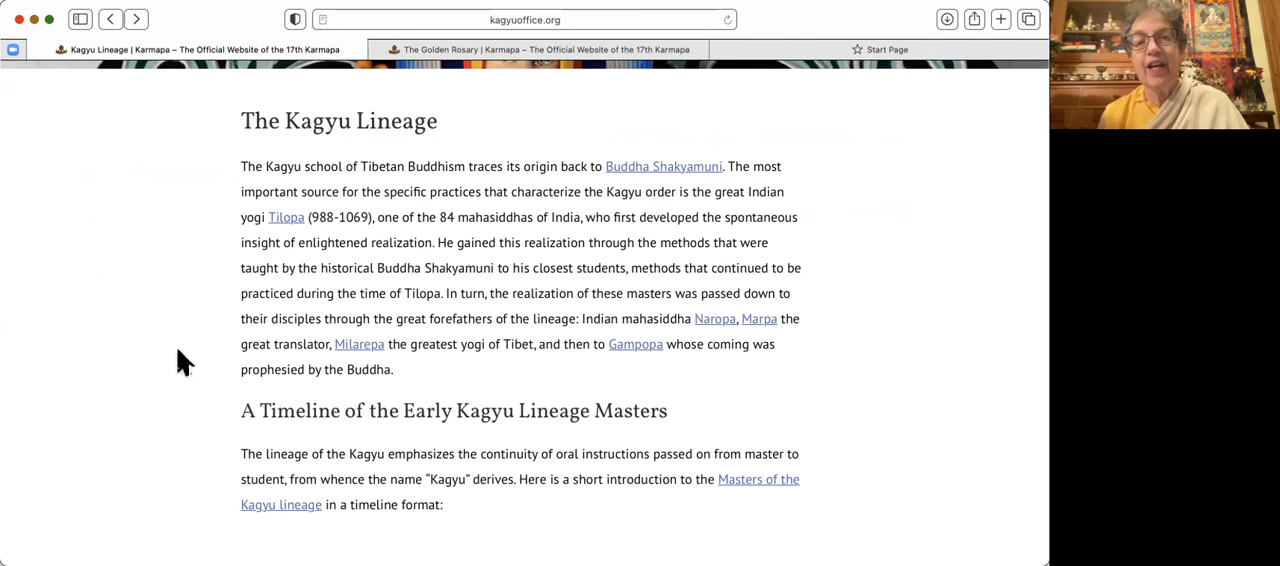 kagyuoffice.org
Kagyu Lineage | Karmapa – The Official Website of the 17th Karmapa
The Golden Rosary | Karmapa – The Official Website of the 17th Karmapa
Start Page
The Kagyu Lineage
The Kagyu school of Tibetan Buddhism traces its origin back to Buddha Shakyamuni. The most
important source for the specific practices that characterize the Kagyu order is the great Indian
yogi Tilopa (988-1069), one of the 84 mahasiddhas of India, who first developed the spontaneous
insight of enlightened realization. He gained this realization through the methods that were
taught by the historical Buddha Shakyamuni to his closest students, methods that continued to be
practiced during the time of Tilopa. In turn, the realization of these masters was passed down to
their disciples through the great forefathers of the lineage: Indian mahasiddha Naropa, Marpa the
great translator, Milarepa the greatest yogi of Tibet, and then to Gampopa whose coming was
prophesied by the Buddha.
A Timeline of the Early Kagyu Lineage Masters
The lineage of the Kagyu emphasizes the continuity of oral instructions passed on from master to
student, from whence the name “Kagyu” derives. Here is a short introduction to the Masters of the
Kagyu lineage in a timeline format: